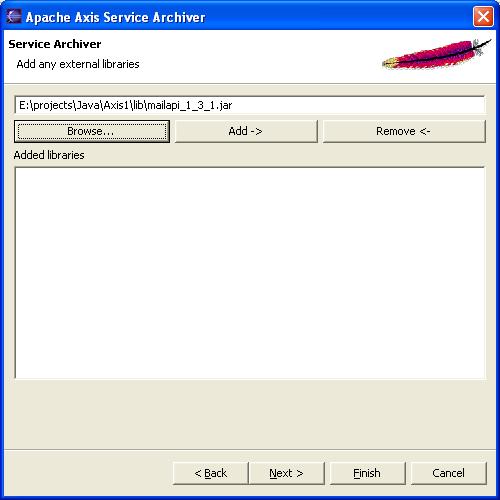 Apache Axis Service Archiver
Service Archiver
Add any external libraries
E:\projects\Java\Axis1\lib\mailapi_1_3_1.jar
Browse... Add -> Remove <-
Added libraries
< Back Next > Finish Cancel